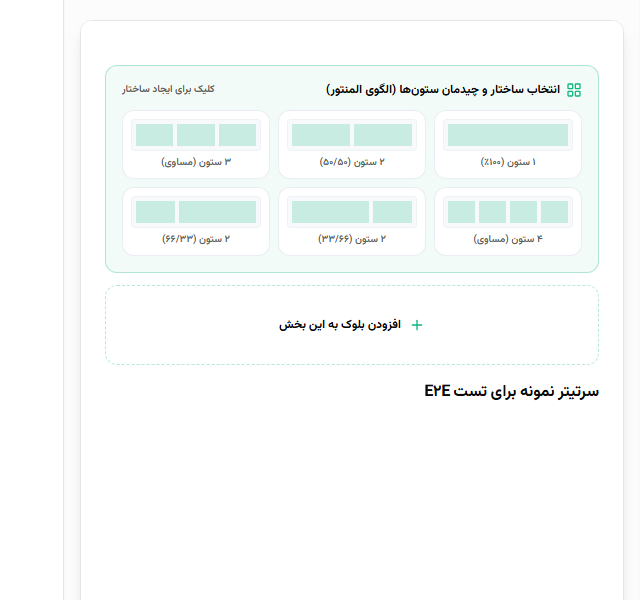 انتخاب ساختار و چیدمان ستون‌ها (الگوی المنتور)
کلیک برای ایجاد ساختار
۱ ستون (۱۰۰٪)
۲ ستون (۵۰/۵۰)
۳ ستون (مساوی)
۴ ستون (مساوی)
۲ ستون (۳۳/۶۶)
۲ ستون (۶۶/۳۳)
افزودن بلوک به این بخش
سرتیتر نمونه برای تست E۲E